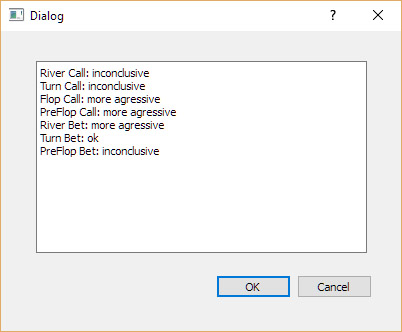 Dialog
?
River Call: inconclusive
Turn Call: inconclusive
Flop Call: more agressive
PreFlop Call: more agressive
River Bet: more agressive
Turn Bet: ok
PreFlop Bet: inconclusive
OK
Cancel